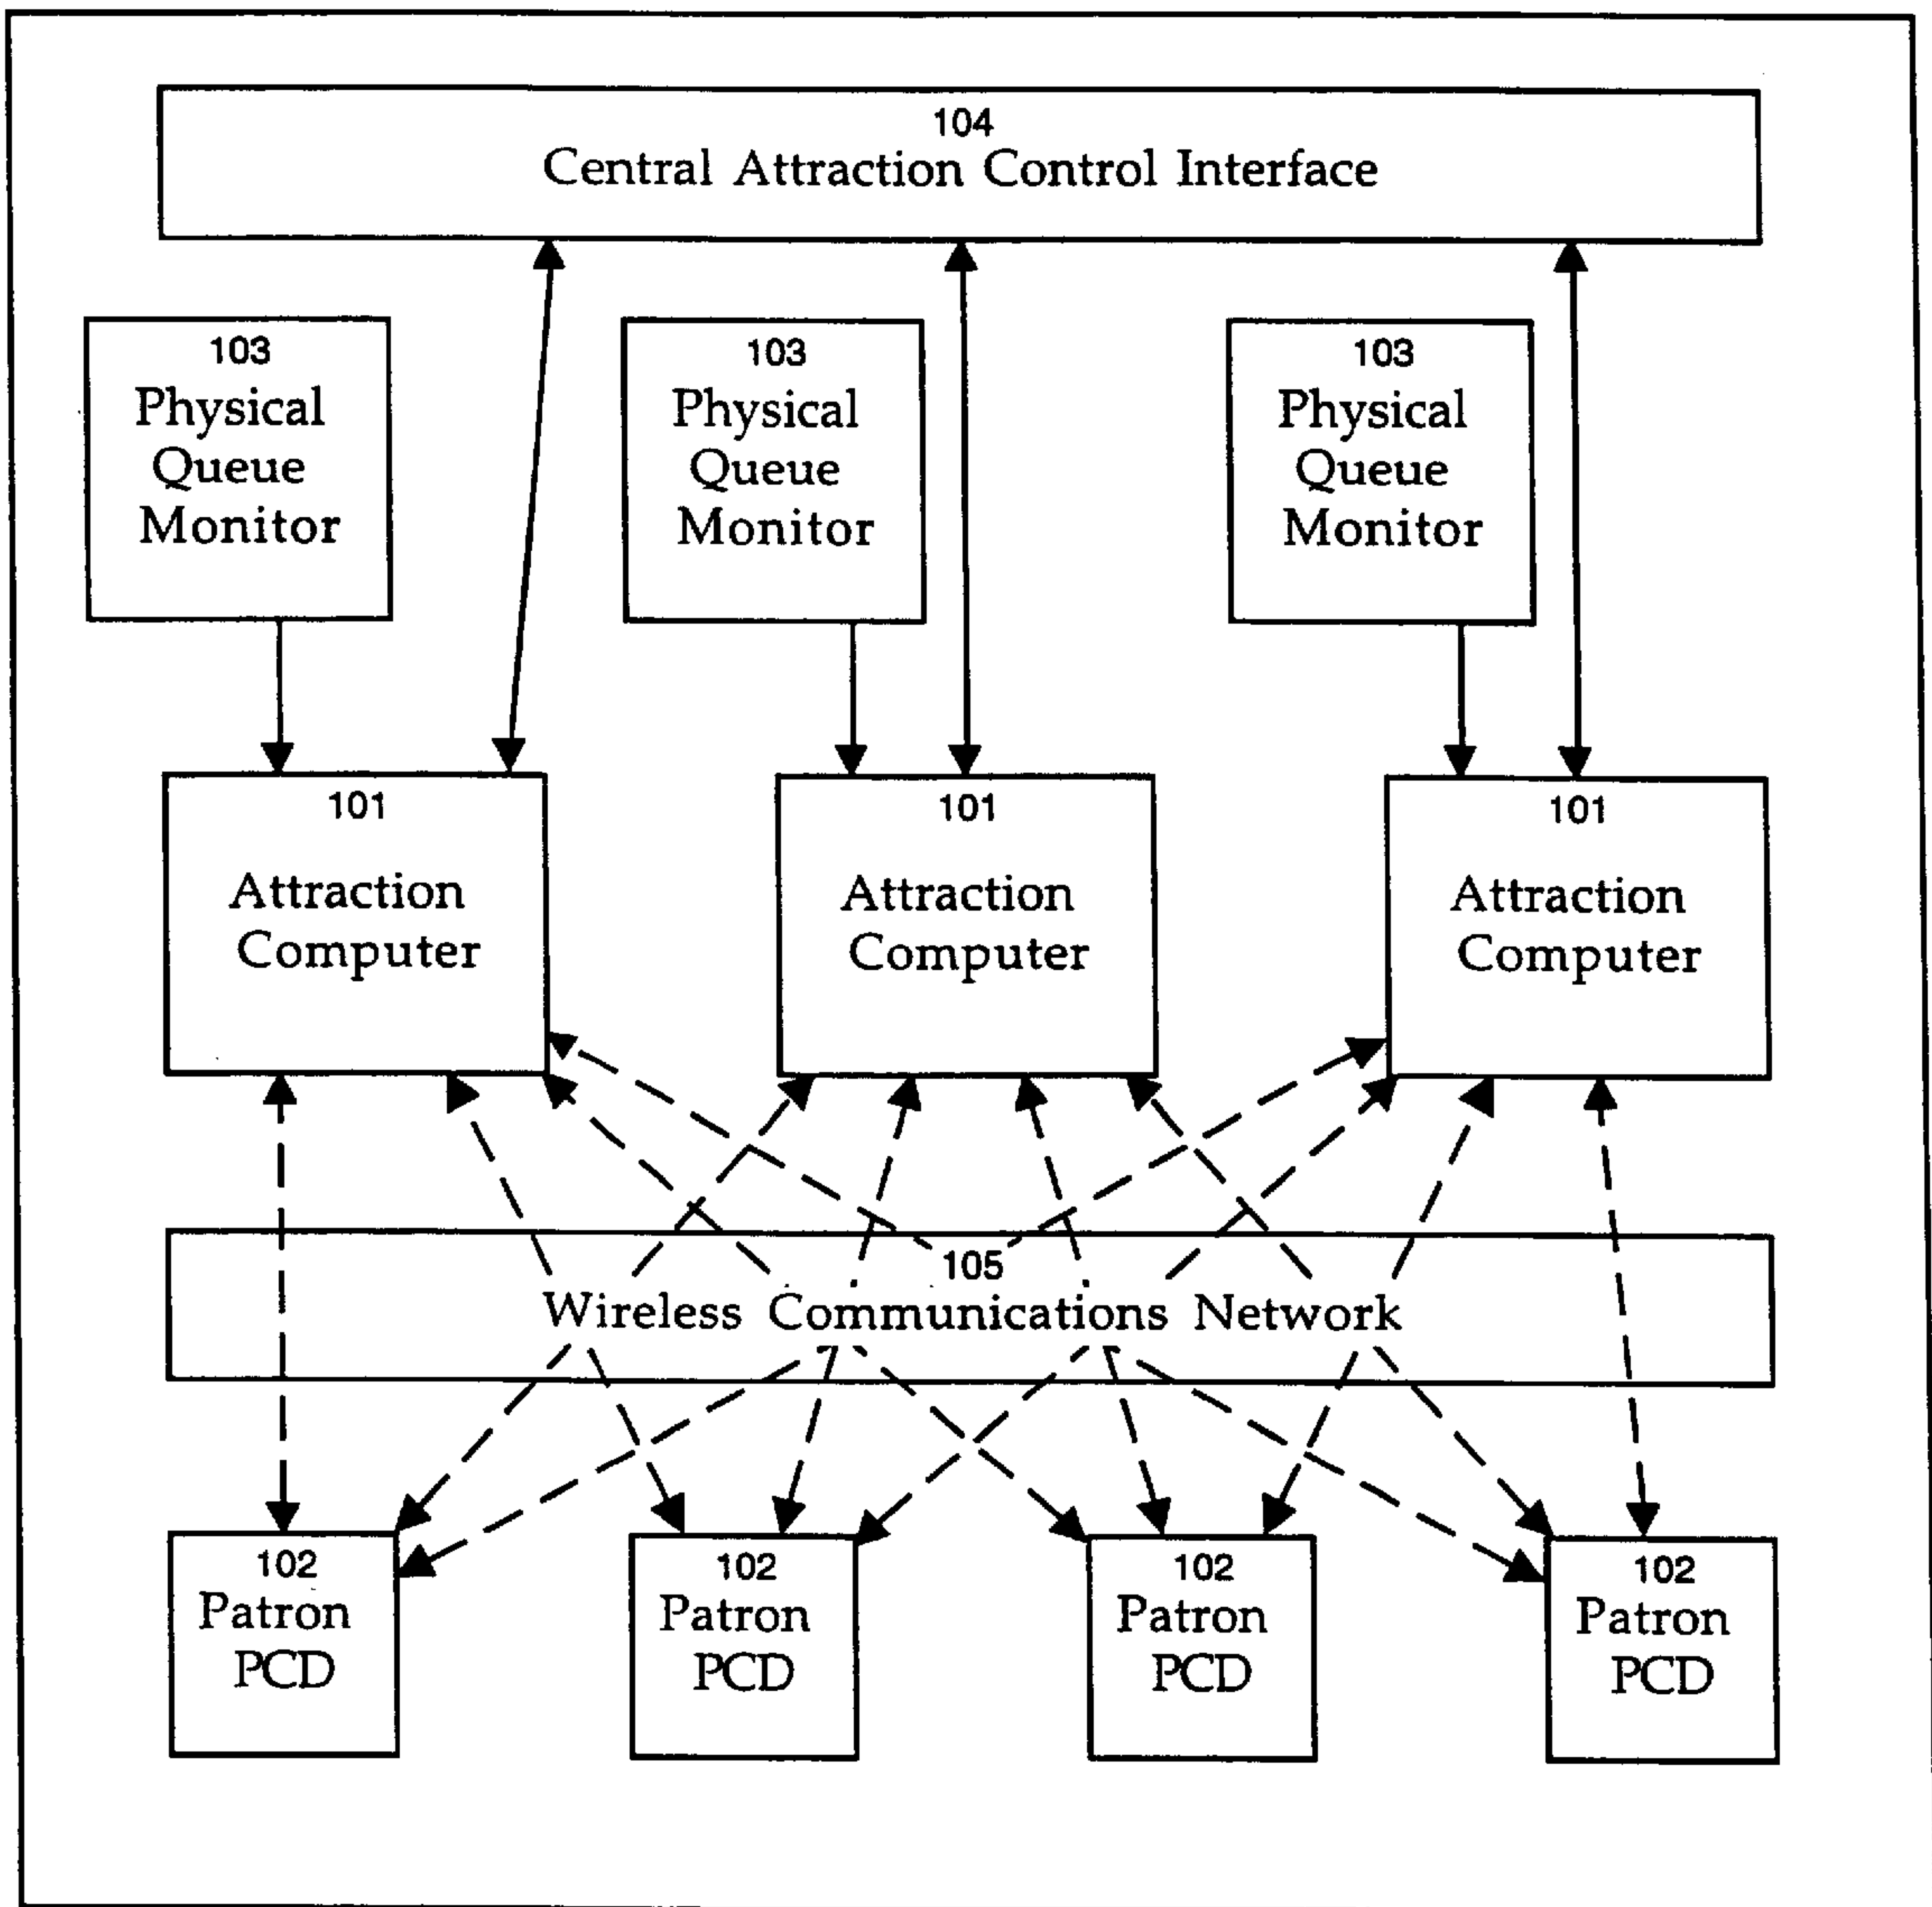 104
Central Attraction Control Interface
103
Physical
Queue
Monitor
103
Physical
Queue
Monitor
103
Physical
Queue
Monitor
101
Attraction
Computer
101
Attraction
Computer
101
Attraction
Computer
105
Wireless Communications Network
102
Patron
PCD
102
Patron
PCD
102
Patron
PCD
102
Patron
PCD